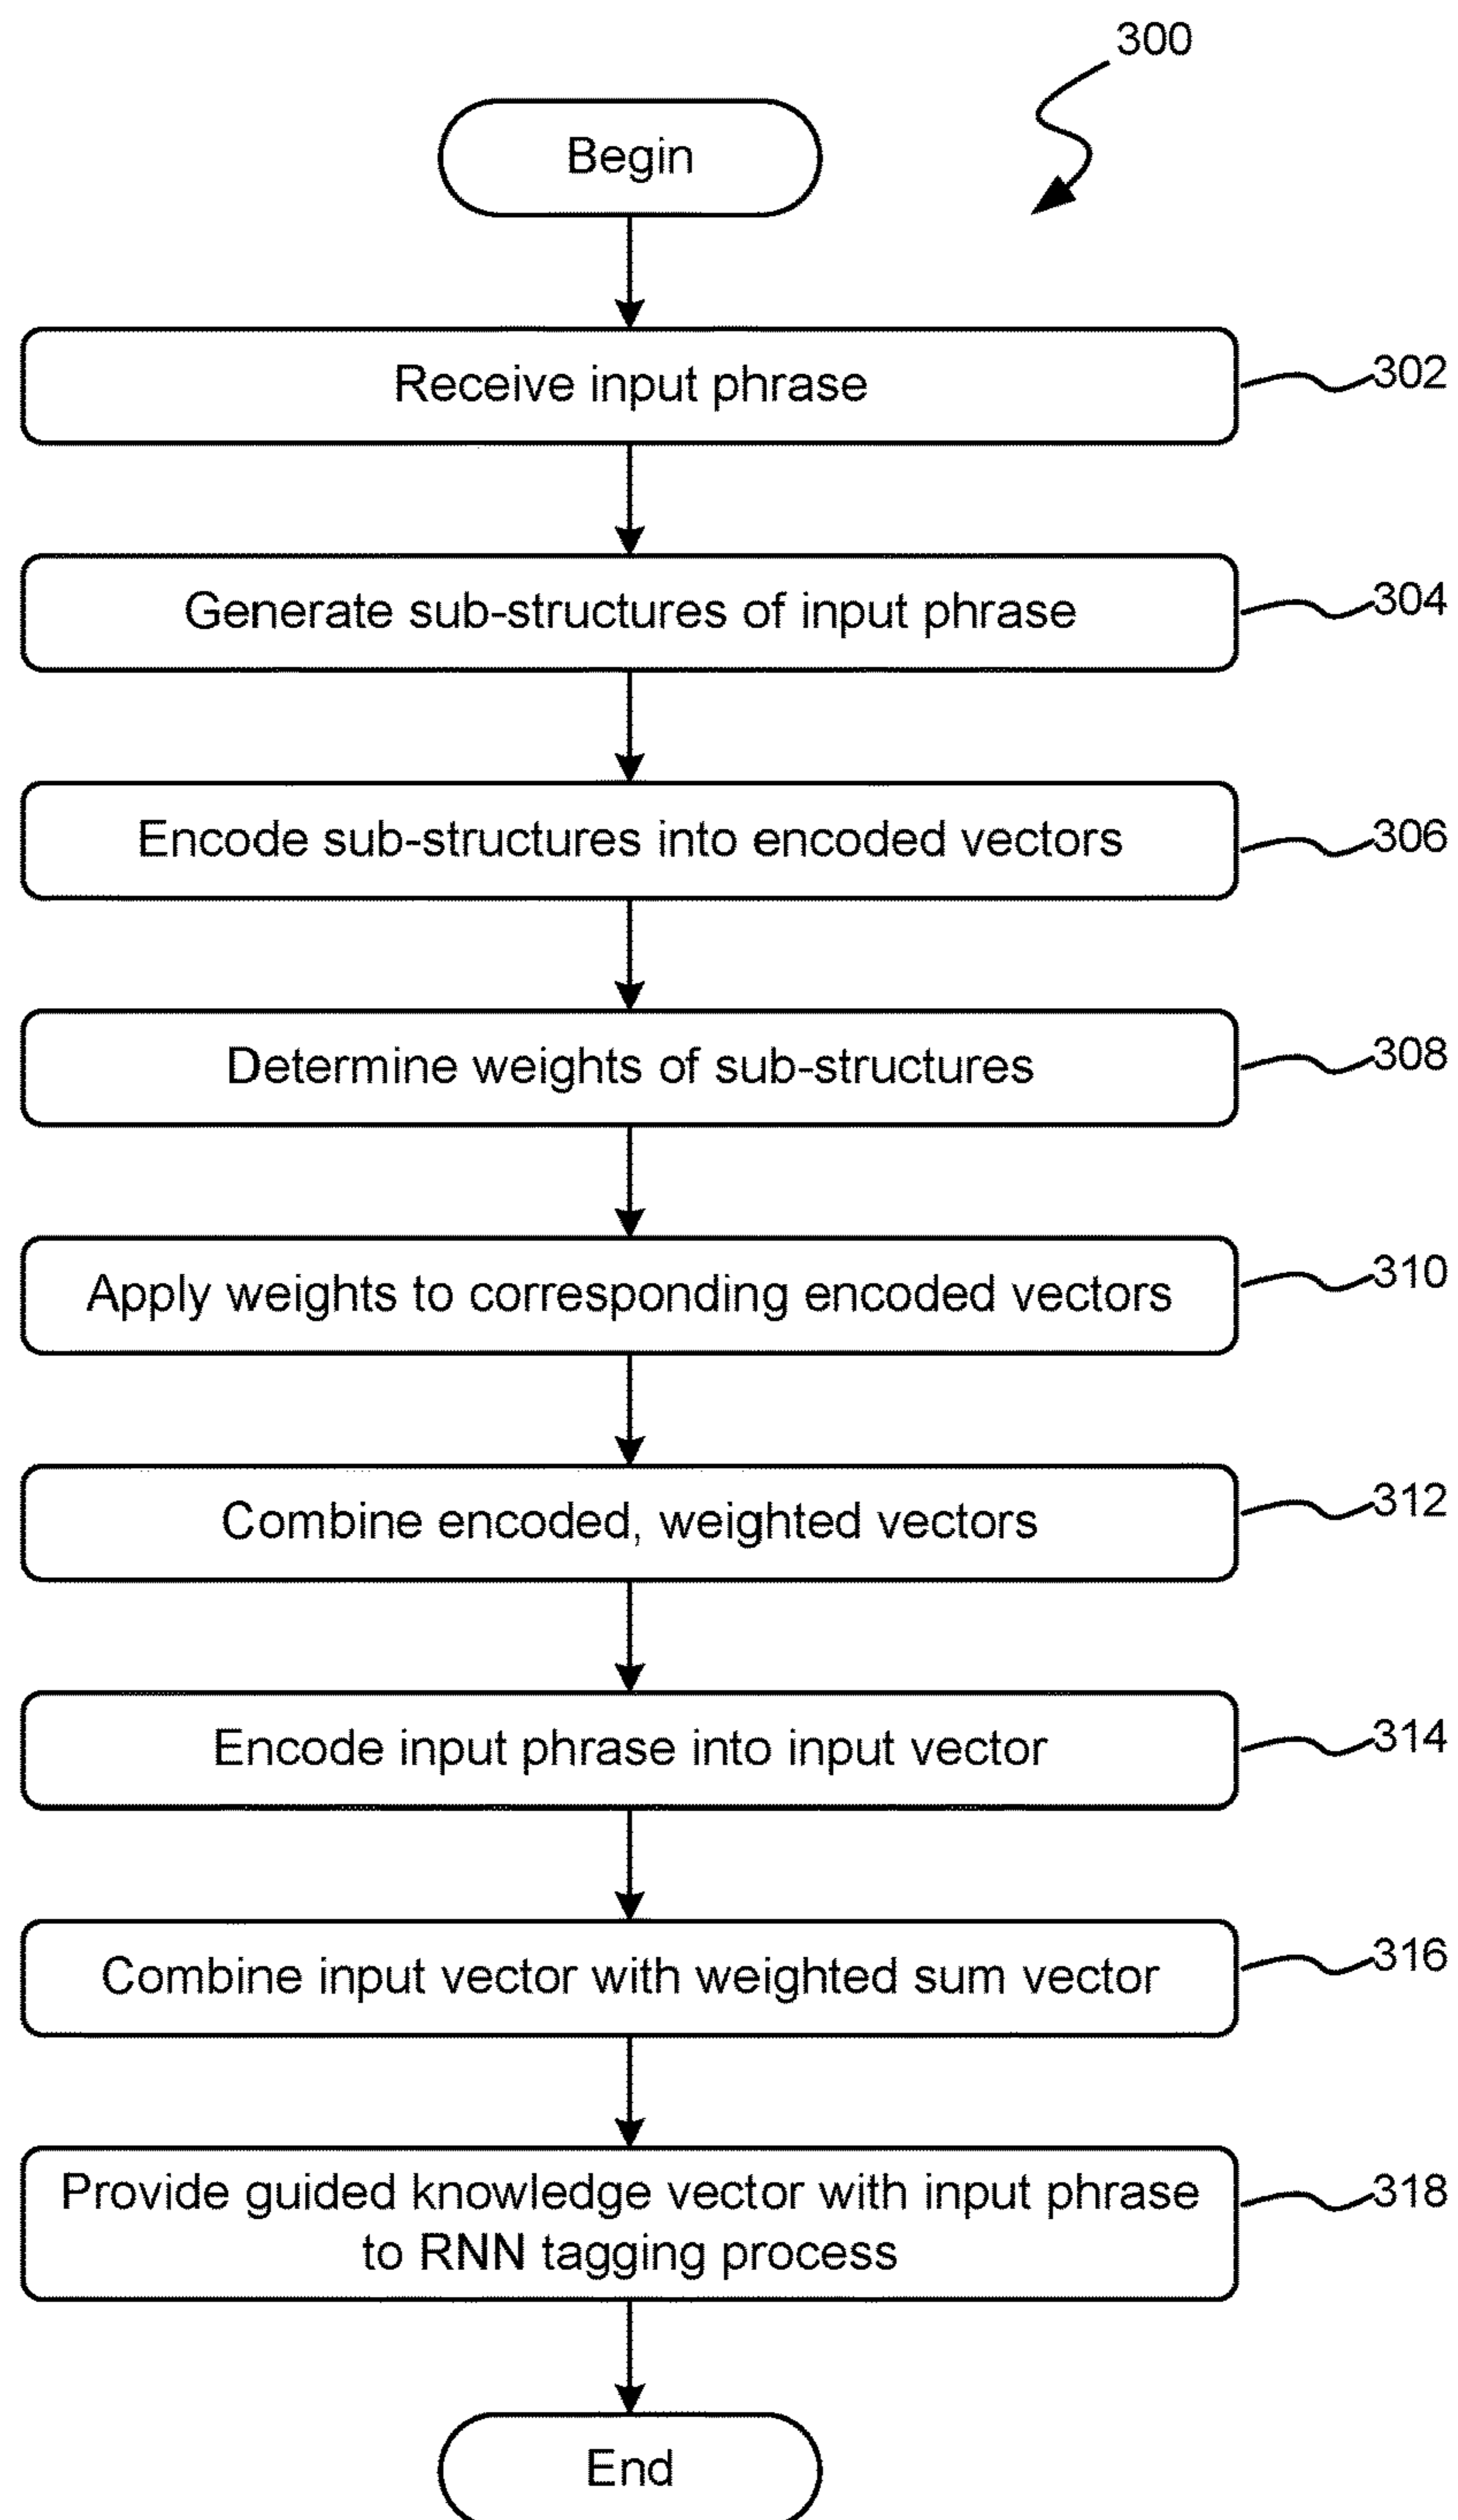 300
Begin
Receive input phrase
302
Generate sub-structures of input phrase
304
Encode sub-structures into encoded vectors
306
Determine weights of sub-structures
308
Apply weights to corresponding encoded vectors
310
Combine encoded, weighted vectors
312
Encode input phrase into input vector
314
Combine input vector with weighted sum vector
316
Provide guided knowledge vector with input phrase
to RNN tagging process
318
End